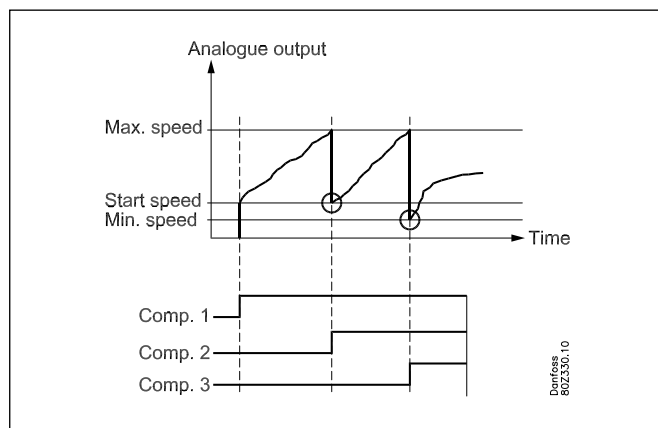 Analogue output
Max. speed
Start speed
Min. speed
Time
Comp. 1
Comp. 2
Comp. 3
Danfoss
80Z330.10